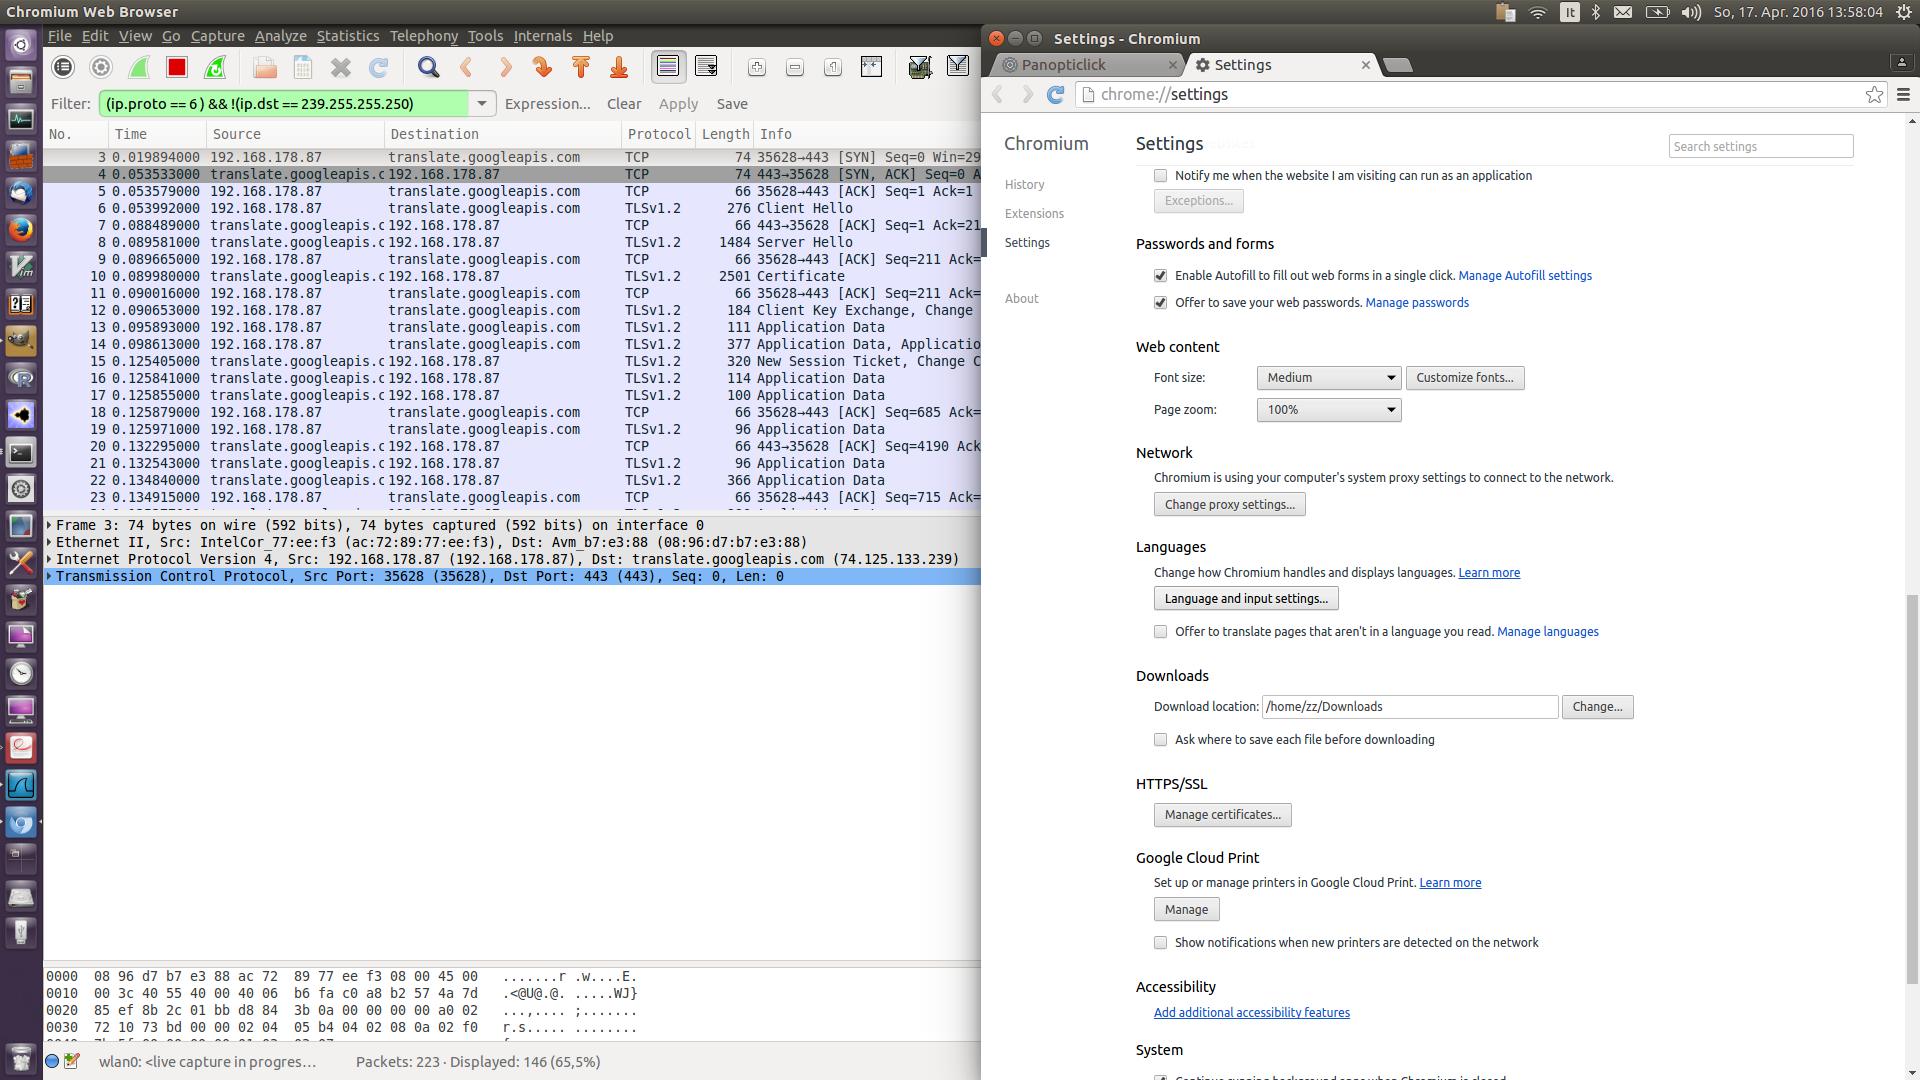 Chromium Web Browser
It
So, 17. Apr. 2016 13:58:04
File Edit View Go Capture Analyze Statistics Telephony Tools Internals Help
Filter: (ip.proto == 6 ) && !(ip.dst == 239.255.255.250) Expression... Clear Apply Save
No. Time Source Destination Protocol Length Info
3 0.019894000 192.168.178.87 translate.googleapis.com TCP 74 35628→443 [SYN] Seq=0 Win=29
4 0.053533000 translate.googleapis.c 192.168.178.87 TCP 74 443→35628 [SYN, ACK] Seq=0 A
5 0.053579000 192.168.178.87 translate.googleapis.com TCP 66 35628→443 [ACK] Seq=1 Ack=1
6 0.053992000 192.168.178.87 translate.googleapis.com TLSv1.2 276 Client Hello
7 0.088489000 translate.googleapis.c 192.168.178.87 TCP 66 443→35628 [ACK] Seq=1 Ack=21
8 0.089581000 translate.googleapis.c 192.168.178.87 TLSv1.2 1484 Server Hello
9 0.089665000 192.168.178.87 translate.googleapis.com TCP 66 35628→443 [ACK] Seq=211 Ack=
10 0.089980000 translate.googleapis.c 192.168.178.87 TLSv1.2 2501 Certificate
11 0.090016000 192.168.178.87 translate.googleapis.com TCP 66 35628→443 [ACK] Seq=211 Ack=
12 0.090653000 192.168.178.87 translate.googleapis.com TLSv1.2 184 Client Key Exchange, Change
13 0.095893000 192.168.178.87 translate.googleapis.com TLSv1.2 111 Application Data
14 0.098613000 192.168.178.87 translate.googleapis.com TLSv1.2 377 Application Data, Applicatio
15 0.125405000 translate.googleapis.c 192.168.178.87 TLSv1.2 320 New Session Ticket, Change C
16 0.125841000 translate.googleapis.c 192.168.178.87 TLSv1.2 114 Application Data
17 0.125855000 translate.googleapis.c 192.168.178.87 TLSv1.2 100 Application Data
18 0.125879000 192.168.178.87 translate.googleapis.com TCP 66 35628→443 [ACK] Seq=685 Ack=
19 0.125971000 192.168.178.87 translate.googleapis.com TLSv1.2 96 Application Data
20 0.132295000 translate.googleapis.c 192.168.178.87 TCP 66 443→35628 [ACK] Seq=4190 Ack
21 0.132543000 translate.googleapis.c 192.168.178.87 TLSv1.2 96 Application Data
22 0.134840000 translate.googleapis.c 192.168.178.87 TLSv1.2 366 Application Data
23 0.134915000 192.168.178.87 translate.googleapis.com TCP 66 35628→443 [ACK] Seq=715 Ack=
Frame 3: 74 bytes on wire (592 bits), 74 bytes captured (592 bits) on interface 0
Ethernet II, Src: IntelCor_77:ee:f3 (ac:72:89:77:ee:f3), Dst: Avm_b7:e3:88 (08:96:d7:b7:e3:88)
Internet Protocol Version 4, Src: 192.168.178.87 (192.168.178.87), Dst: translate.googleapis.com (74.125.133.239)
Transmission Control Protocol, Src Port: 35628 (35628), Dst Port: 443 (443), Seq: 0, Len: 0
0000 08 96 d7 b7 e3 88 ac 72 89 77 ee f3 08 00 45 00 .......r .w....E.
0010 00 3c 40 55 40 00 40 06 b6 fa c0 a8 b2 57 4a 7d .<@U@.@. .....WJ}
0020 85 ef 8b 2c 01 bb d8 84 3b 0a 00 00 00 00 a0 02 ...,.... ;.......
0030 72 10 73 bd 00 00 02 04 05 b4 04 02 08 0a 02 f0 r.s..... ........
wlan0: <live capture in progres…
Packets: 223 · Displayed: 146 (65,5%)
Settings - Chromium
Panopticlick
Settings
chrome://settings
Chromium
History
Extensions
Settings
About
Settings
Search settings
Notify me when the website I am visiting can run as an application
Exceptions...
Passwords and forms
Enable Autofill to fill out web forms in a single click. Manage Autofill settings
Offer to save your web passwords. Manage passwords
Web content
Font size: Medium Customize fonts...
Page zoom: 100%
Network
Chromium is using your computer's system proxy settings to connect to the network.
Change proxy settings...
Languages
Change how Chromium handles and displays languages. Learn more
Language and input settings...
Offer to translate pages that aren't in a language you read. Manage languages
Downloads
Download location: /home/zz/Downloads Change...
Ask where to save each file before downloading
HTTPS/SSL
Manage certificates...
Google Cloud Print
Set up or manage printers in Google Cloud Print. Learn more
Manage
Show notifications when new printers are detected on the network
Accessibility
Add additional accessibility features
System
Continue running background apps when Chromium is closed